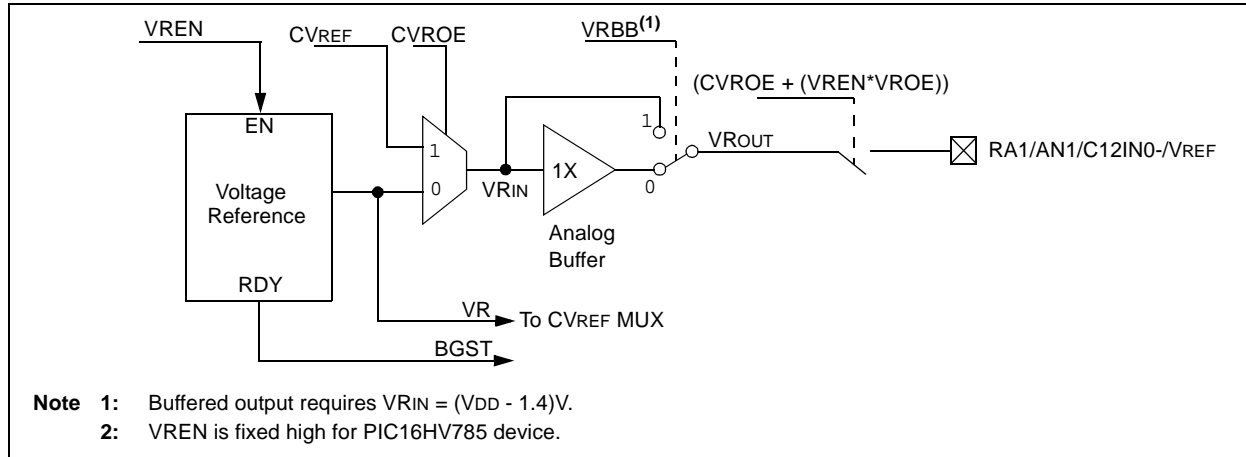 VREN
CVREF
CVROE
VRBB(1)
(CVROE + (VREN*VROE))
EN
1
0
Voltage
Reference
VRIN
1X
1
0
VROUT
RA1/AN1/C12IN0-/VREF
Analog
Buffer
RDY
VR
To CVREF MUX
BGST
Note 1: Buffered output requires VRIN = (VDD - 1.4)V.
2: VREN is fixed high for PIC16HV785 device.